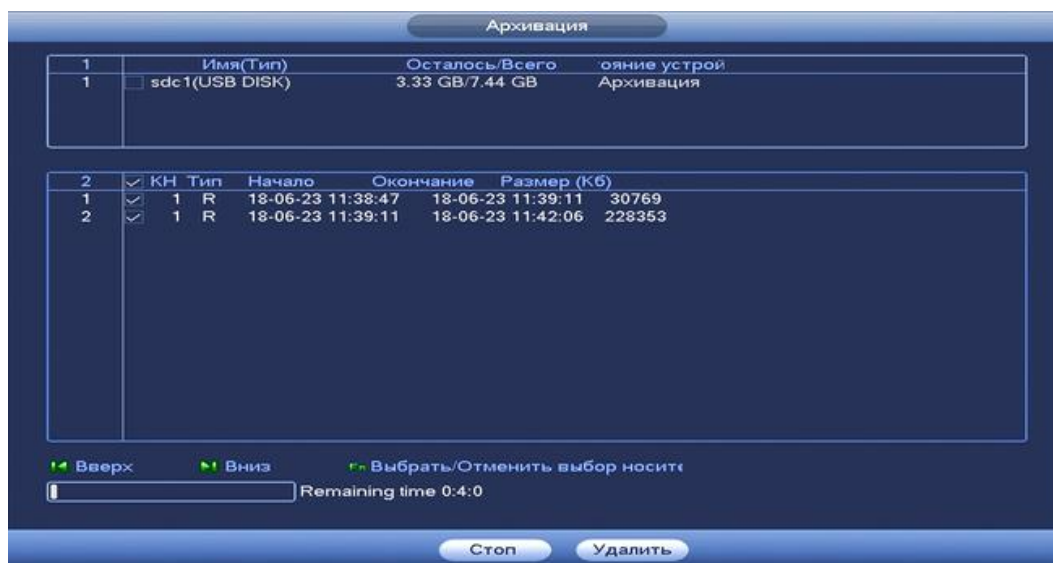 Архивация
1 Имя(Тип) Осталось/Всего ояние устрой
1 sdc1(USB DISK) 3.33 GB/7.44 GB Архивация
2 КН Тип Начало Окончание Размер (Кб)
1 1 R 18-06-23 11:38:47 18-06-23 11:39:11 30769
2 1 R 18-06-23 11:39:11 18-06-23 11:42:06 228353
Вверх Вниз Fn Выбрать/Отменить выбор носите
Remaining time 0:4:0
Стоп Удалить